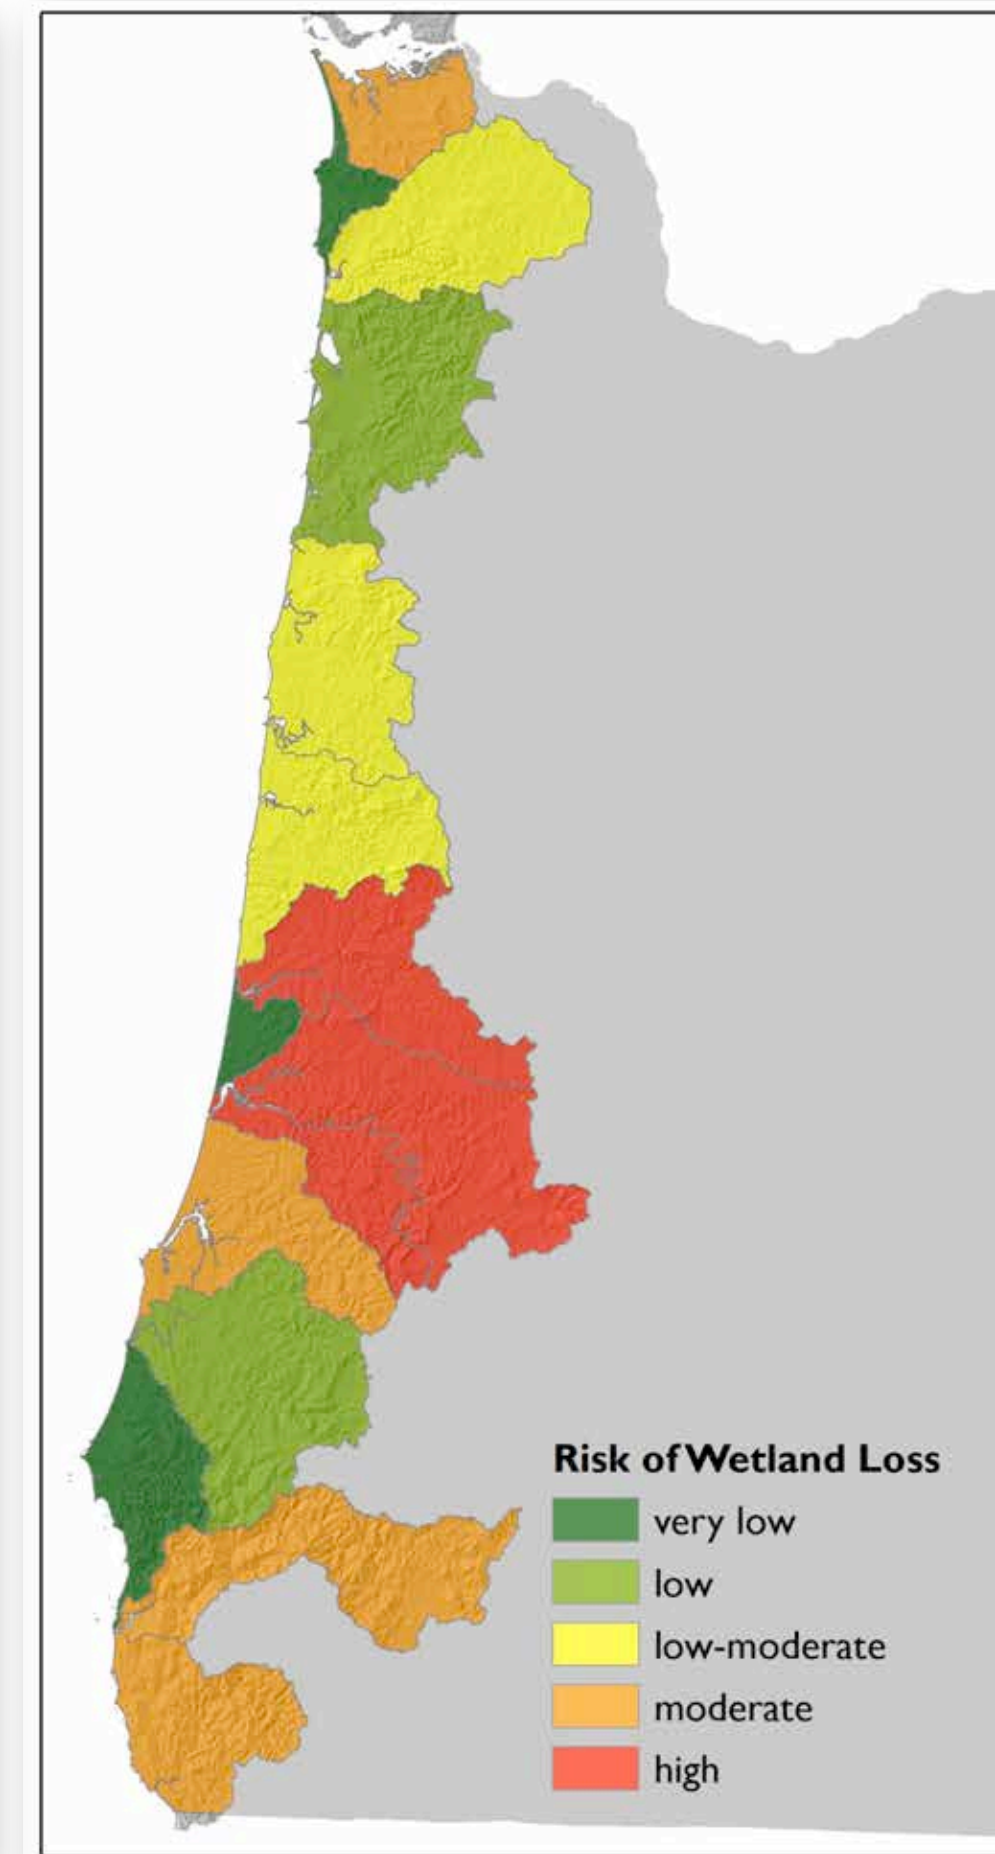 Risk of Wetland Loss
very low
low
low-moderate
moderate
high